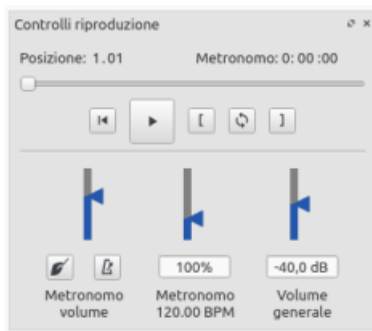 Controlli riproduzione
Posizione: 1.01 Metronomo: 0: 00 :00
[ ]
100% -40,0 dB
Metronomo volume Metronomo 120.00 BPM Volume generale